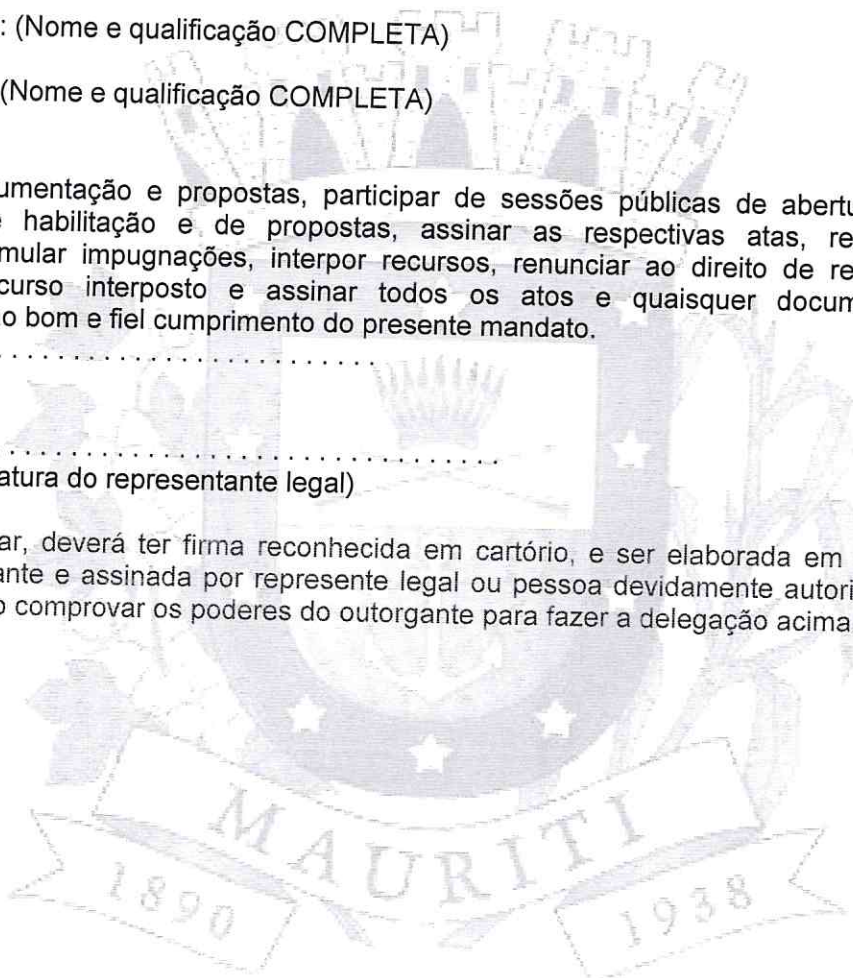 : (Nome e qualificação COMPLETA)
(Nome e qualificação COMPLETA)
umentação e propostas, participar de sessões públicas de abertu
habilitação e de propostas, assinar as respectivas atas, re
mular impugnações, interpor recursos, renunciar ao direito de re
curso interposto e assinar todos os atos e quaisquer docum
o bom e fiel cumprimento do presente mandato.
. . . . . . . . . . . . . . . . . . . . . . . . . . .
. . . . . . . . . . . . . . . . . . . . . . . . . . . . . . . . . . .
atura do representante legal)
ar, deverá ter firma reconhecida em cartório, e ser elaborada em
ante e assinada por represente legal ou pessoa devidamente autori
o comprovar os poderes do outorgante para fazer a delegação acima
MAURITI
1890
1938